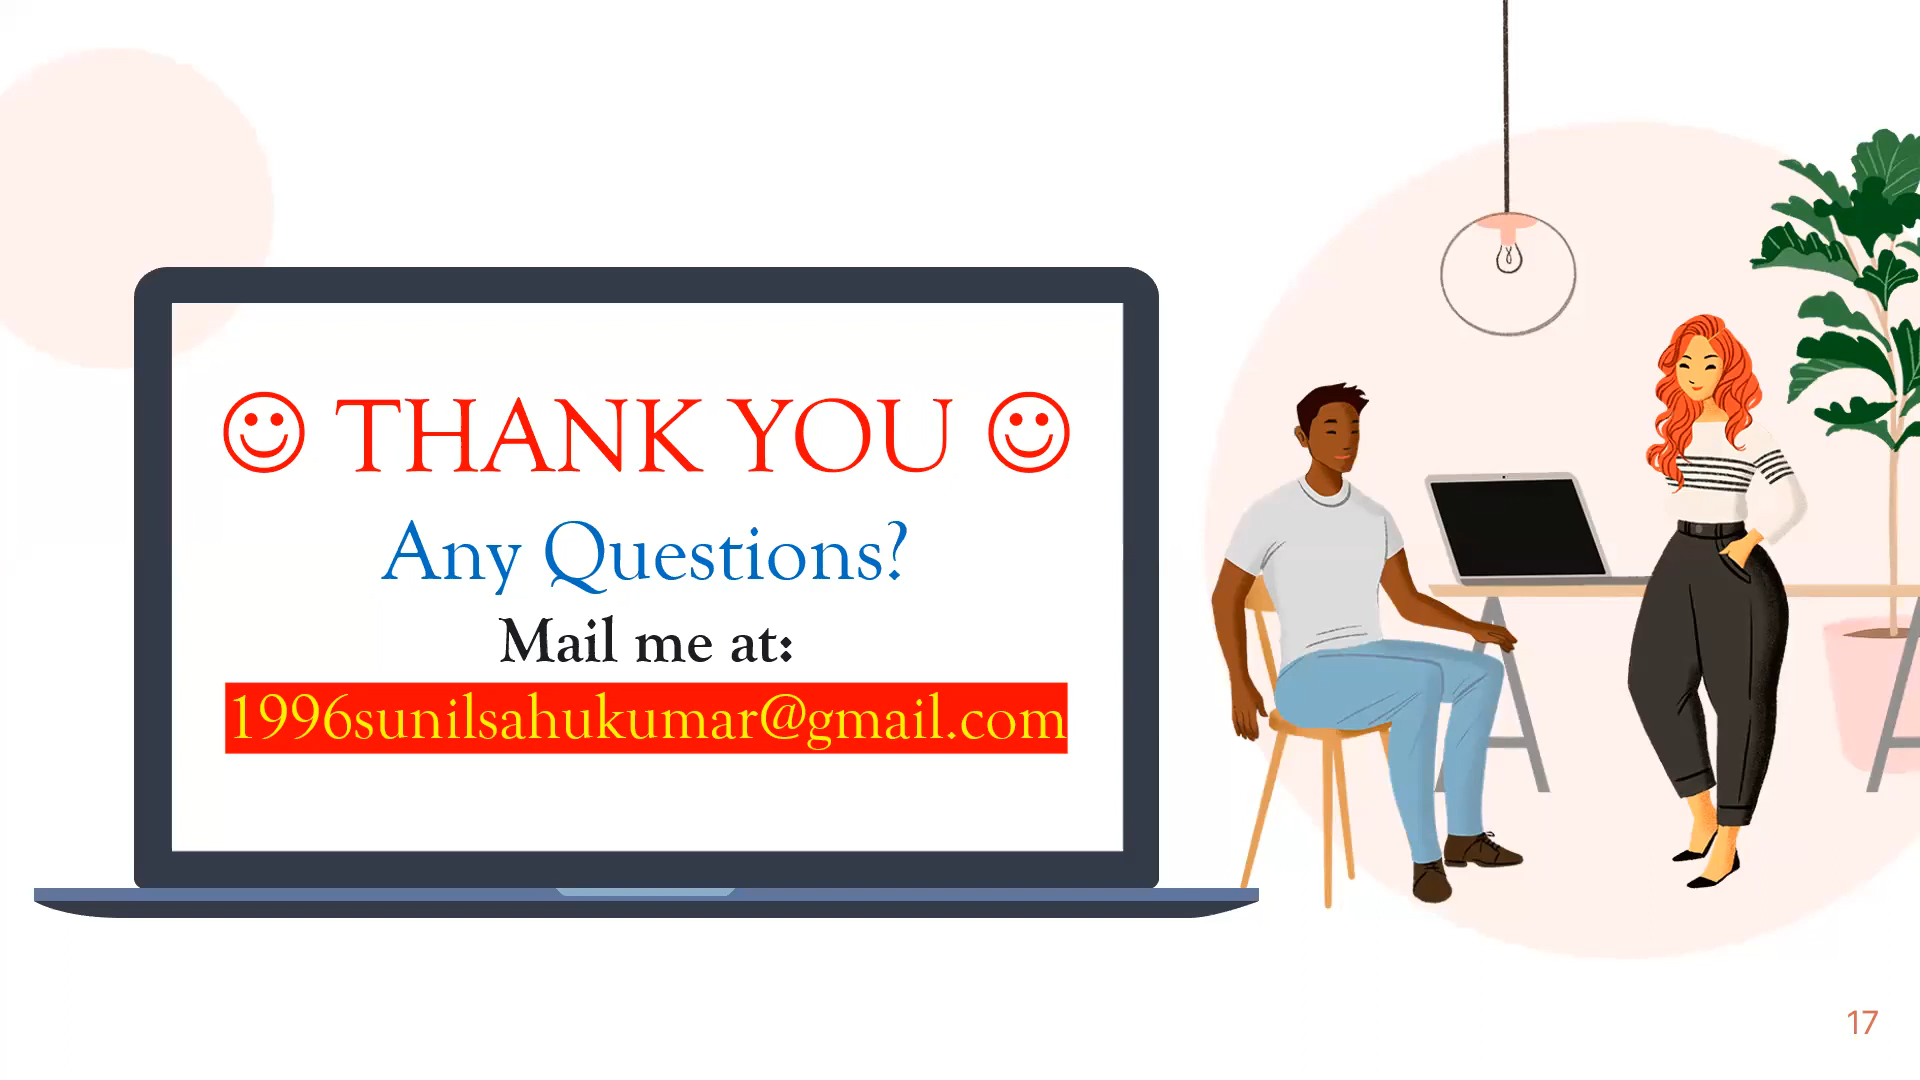 ☺ THANK YOU ☺
Any Questions?
Mail me at:
1996sunilsahukumar@gmail.com
17